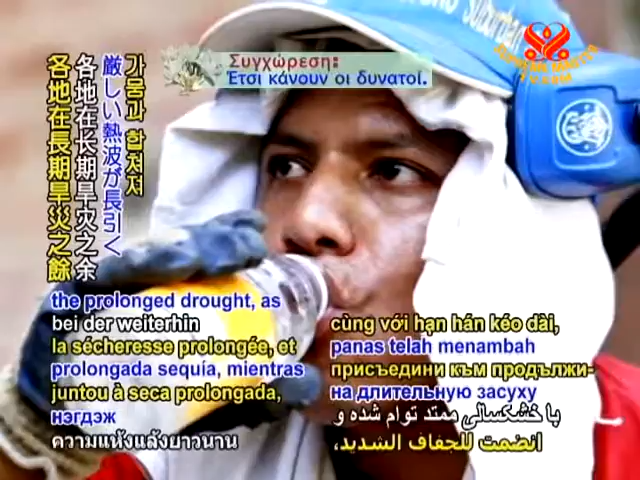 Συγχώρεση:
Έτσι κάνουν οι δυνατοί.
SUPREME MASTER
TV.COM
Suburban
各地在長期旱災之餘
各地在长期旱灾之余
厳しい熱波が長引く
가뭄과 합쳐져
the prolonged drought, as
bei der weiterhin
la sécheresse prolongée, et
prolongada sequía, mientras
juntou à seca prolongada,
нэгдэж
ความแห้งแล้งยาวนาน
cùng với hạn hán kéo dài,
panas telah menambah
присъедини към продължи-
на длительную засуху
با خشکسالی ممتد توام شده و
انضمت للجفاف الشديد،